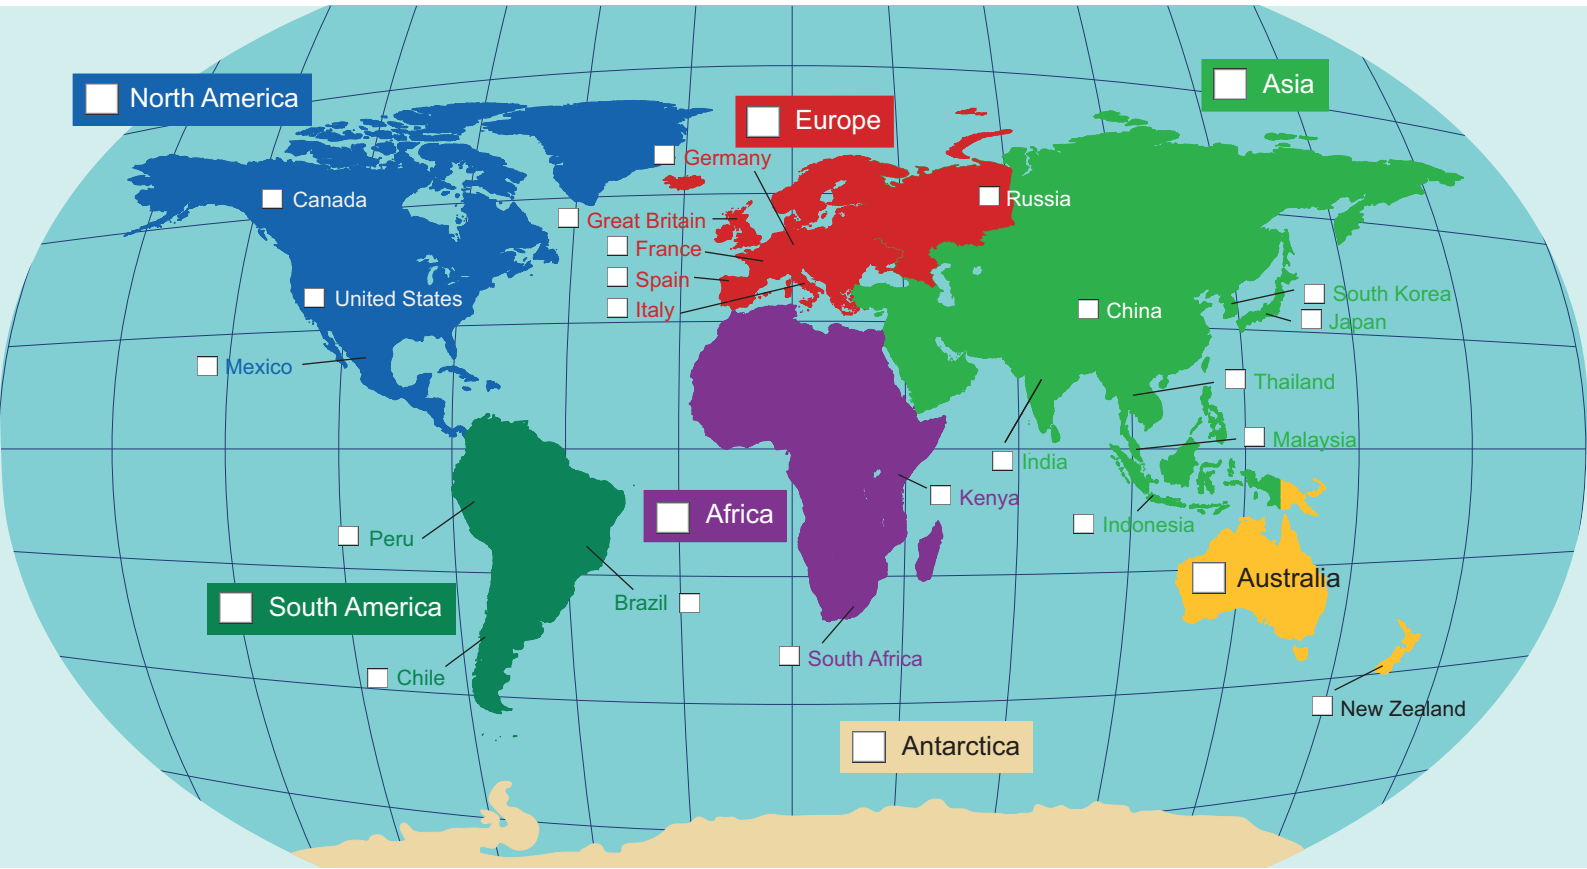 North America
Asia
Europe
Germany
Canada
Russia
Great Britain
France
Spain
Italy
United States
South Korea
China
Japan
Mexico
Thailand
Malaysia
India
Kenya
Africa
Indonesia
Peru
Australia
South America
Brazil
South Africa
Chile
New Zealand
Antarctica